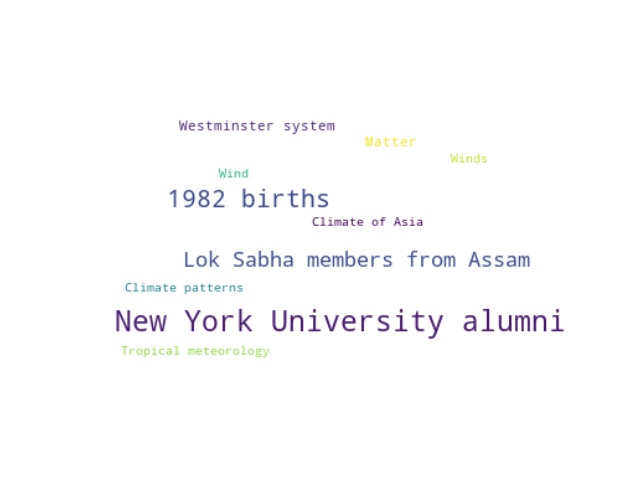 Westminster system
Matter
Winds
Wind
1982 births
Climate of Asia
Lok Sabha members from Assam
Climate patterns
New York University alumni
Tropical meteorology